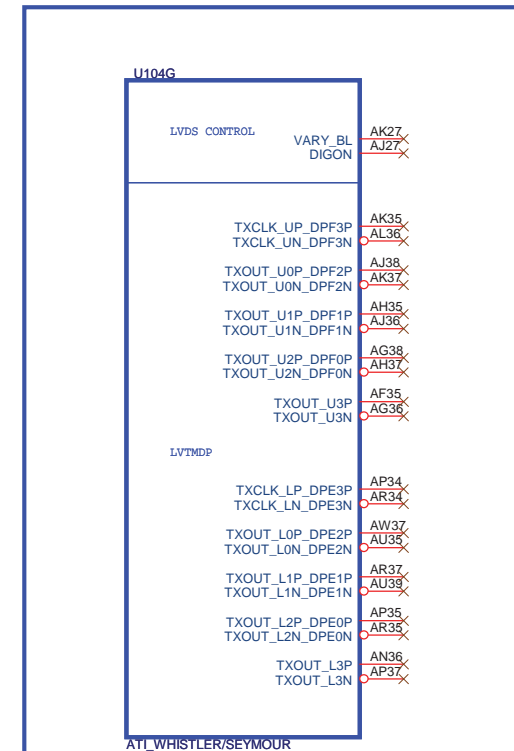 U104G
LVDS CONTROL
VARY_BL AK27
DIGON AJ27
TXCLK_UP_DPF3P AK35
TXCLK_UN_DPF3N AL36
TXOUT_U0P_DPF2P AJ38
TXOUT_U0N_DPF2N AK37
TXOUT_U1P_DPF1P AH35
TXOUT_U1N_DPF1N AJ36
TXOUT_U2P_DPF0P AG38
TXOUT_U2N_DPF0N AH37
TXOUT_U3P AF35
TXOUT_U3N AG36
LVTMDP
TXCLK_LP_DPE3P AP34
TXCLK_LN_DPE3N AR34
TXOUT_L0P_DPE2P AW37
TXOUT_L0N_DPE2N AU35
TXOUT_L1P_DPE1P AR37
TXOUT_L1N_DPE1N AU39
TXOUT_L2P_DPE0P AP35
TXOUT_L2N_DPE0N AR35
TXOUT_L3P AN36
TXOUT_L3N AP37
ATI_WHISTLER/SEYMOUR